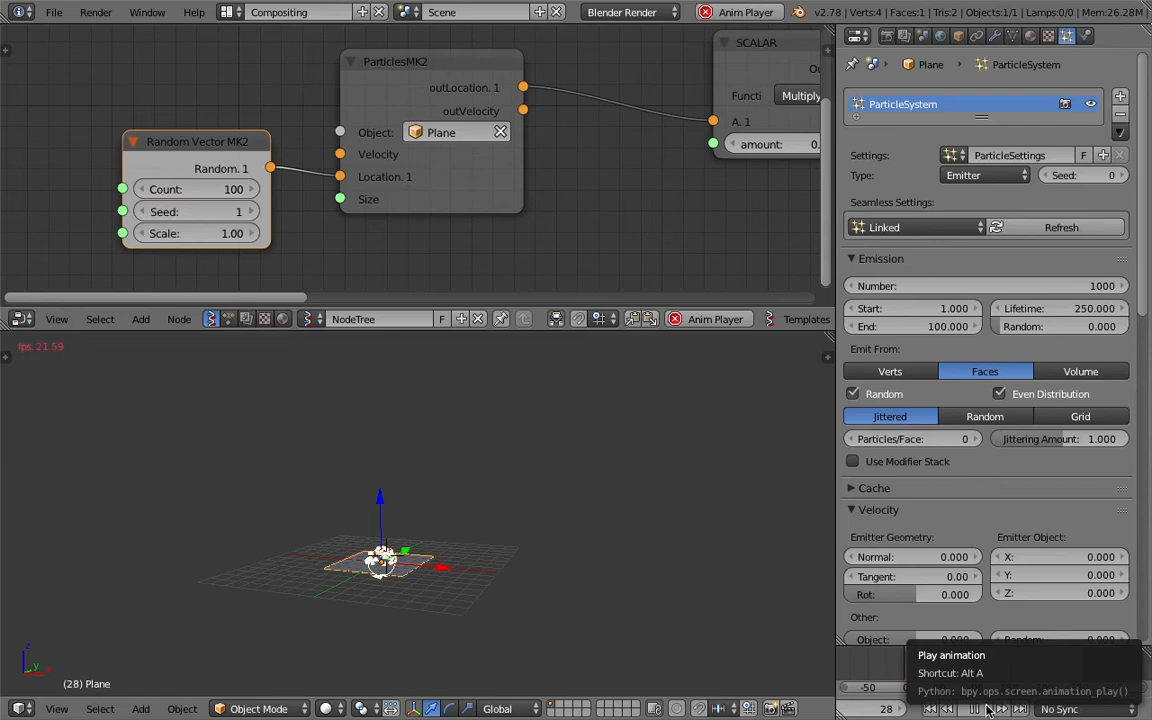 File Render Window Help Compositing Scene Blender Render Anim Player v2.78 | Verts:4 | Faces:1 | Tris:2 | Objects:1/1 | Lamps:0/0 | Mem:26.28M
ParticlesMK2
outLocation. 1
outVelocity
Object: Plane
Velocity
Location. 1
Size
SCALAR
Functi Multiply
A. 1
amount: 0.
Random Vector MK2
Random. 1
Count: 100
Seed: 1
Scale: 1.00
View Select Add Node NodeTree F Anim Player Templates
fps: 21.59
z
y
x
(28) Plane
View Select Add Object Object Mode Global
Plane ParticleSystem
ParticleSystem
Settings: ParticleSettings F
Type: Emitter Seed: 0
Seamless Settings:
Linked Refresh
Emission
Number: 1000
Start: 1.000 Lifetime: 250.000
End: 100.000 Random: 0.000
Emit From:
Verts Faces Volume
Random Even Distribution
Jittered Random Grid
Particles/Face: 0 Jittering Amount: 1.000
Use Modifier Stack
Cache
Velocity
Emitter Geometry: Emitter Object:
Normal: 0.000 X: 0.000
Tangent: 0.00 Y: 0.000
Rot: 0.000 Z: 0.000
Other:
Object: 0.000 Random: 0.000
Play animation
Shortcut: Alt A
Python: bpy.ops.screen.animation_play()
-50
28 No Sync